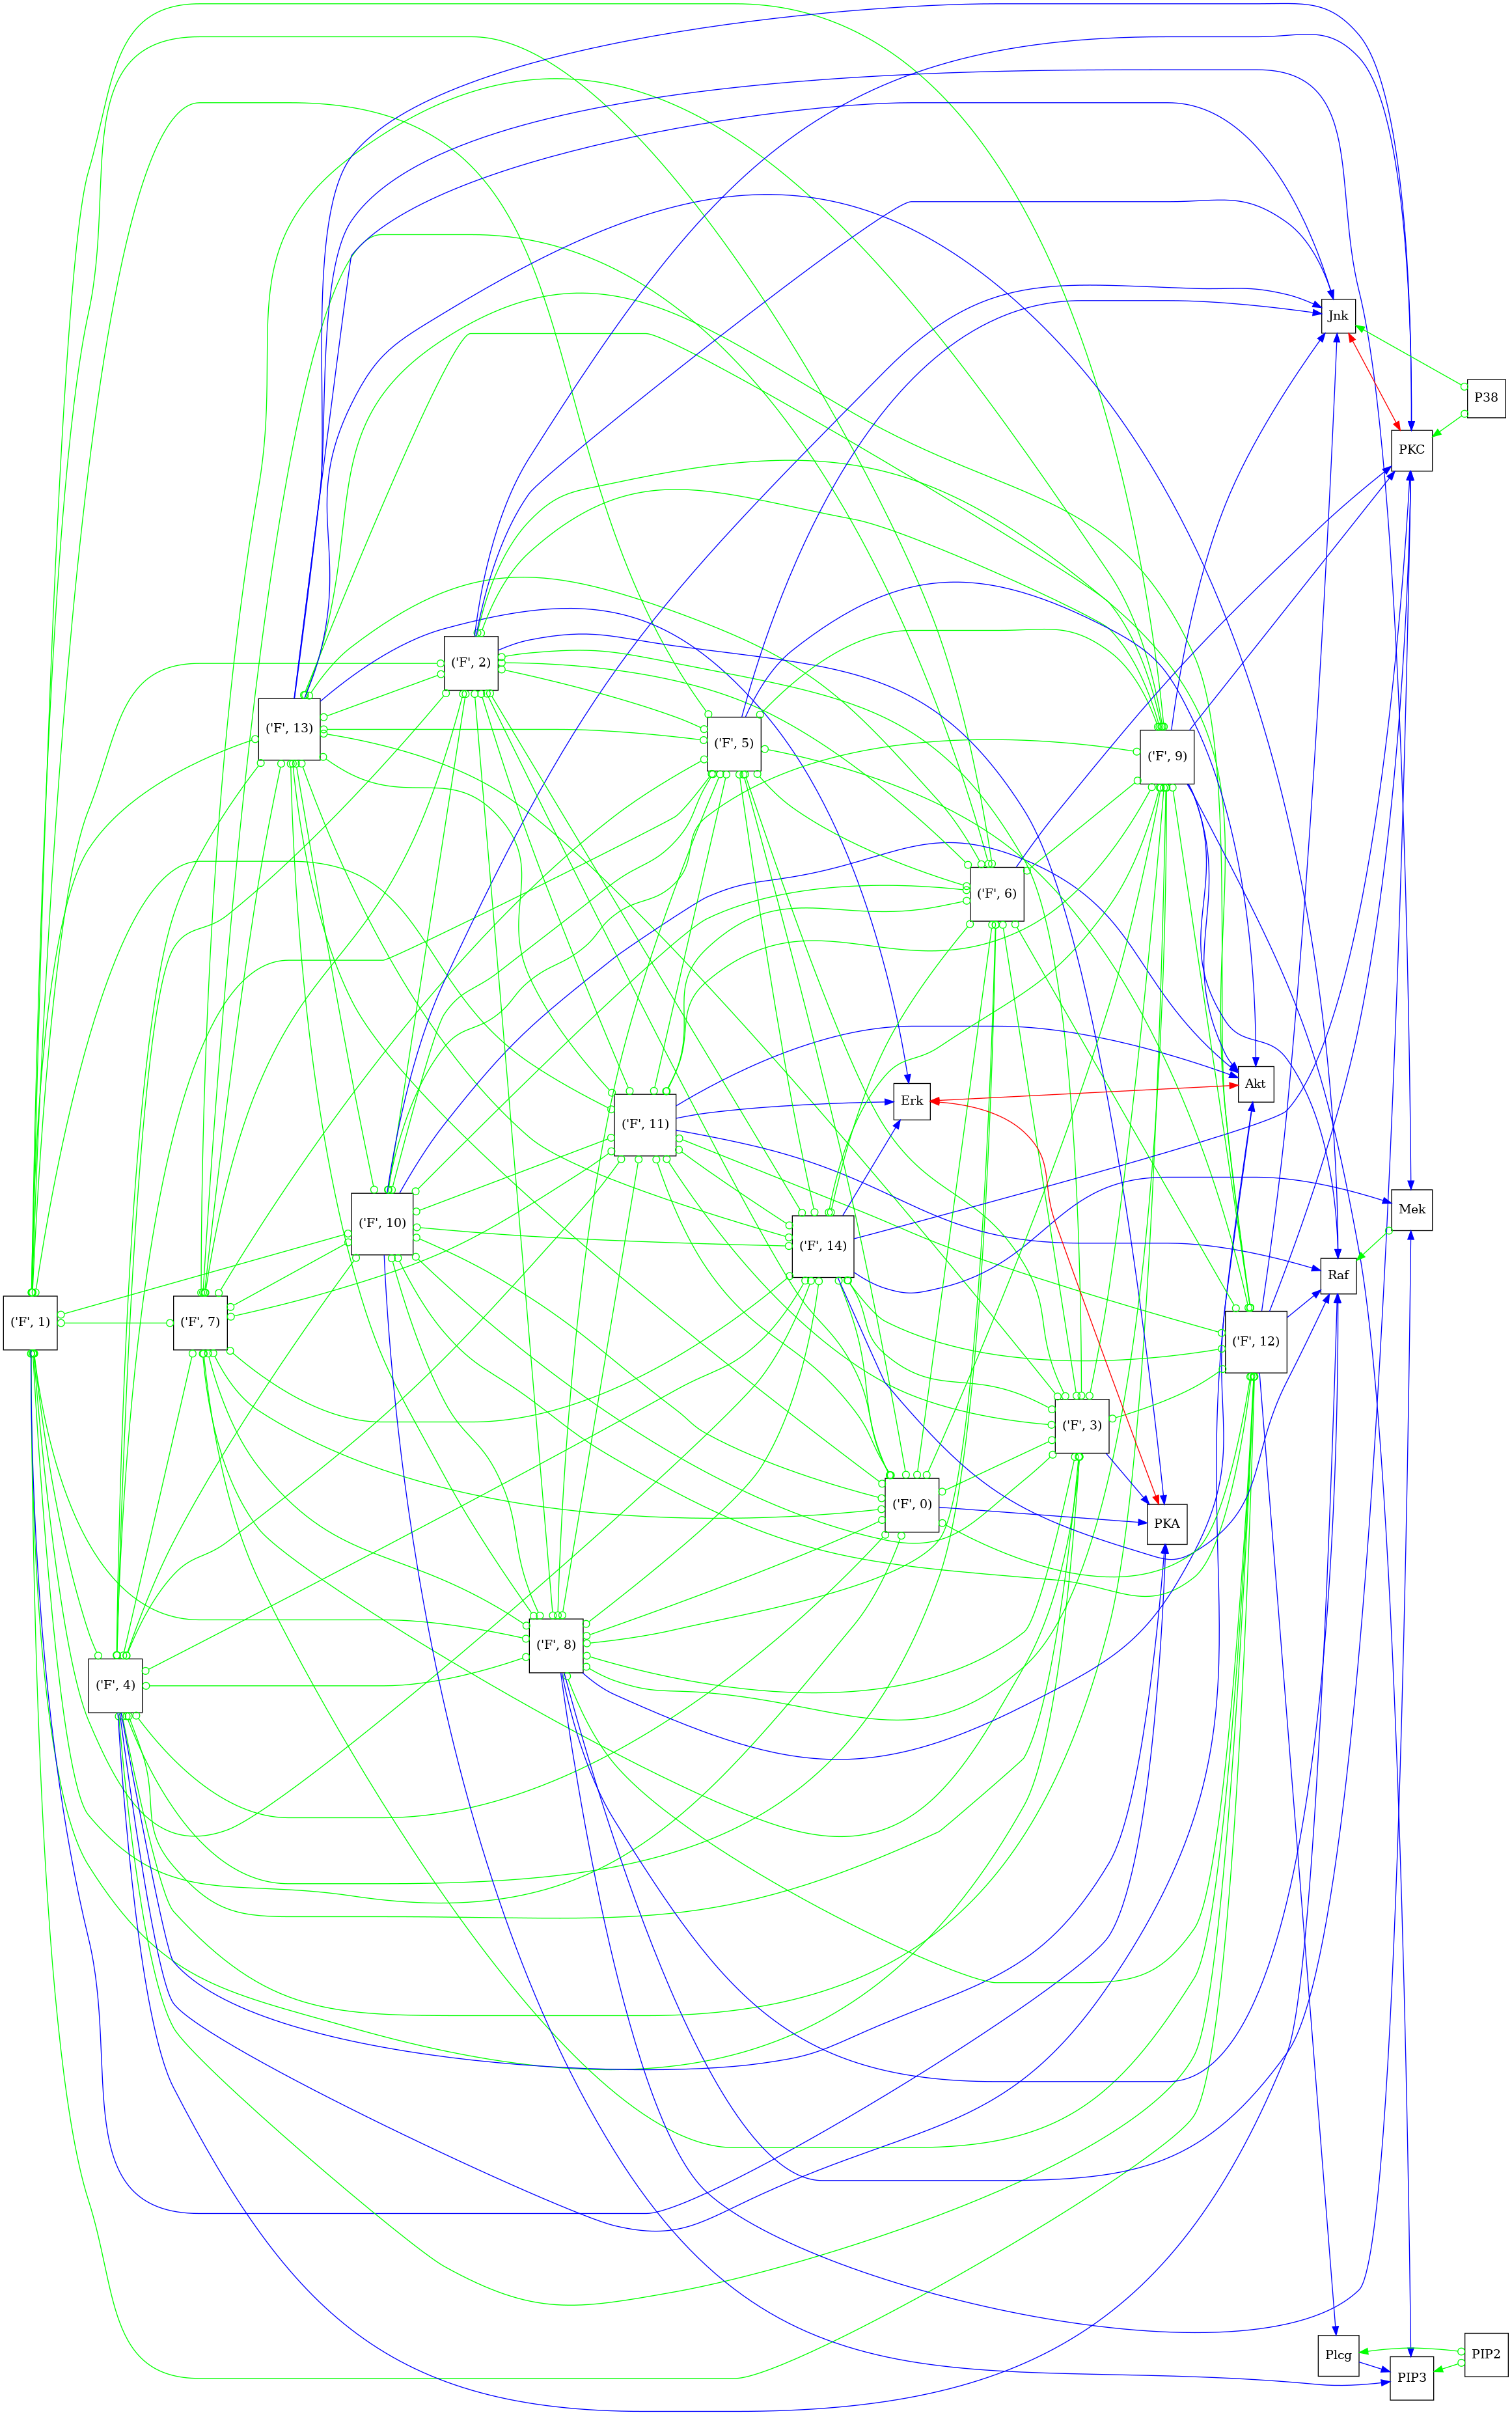 Jnk
P38
PKC
('F', 2)
('F', 13)
('F', 5)
('F', 9)
('F', 6)
Akt
Erk
('F', 11)
Mek
('F', 10)
('F', 14)
Raf
('F', 1)
('F', 7)
('F', 12)
('F', 3)
('F', 0)
PKA
('F', 8)
('F', 4)
Plcg
PIP2
PIP3